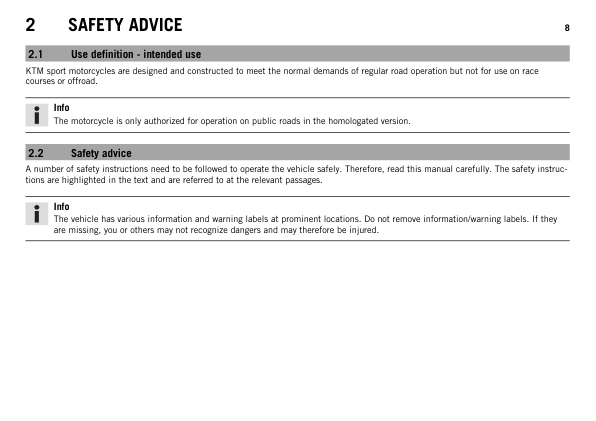 2 SAFETY ADVICE 8
2.1 Use definition - intended use
KTM sport motorcycles are designed and constructed to meet the normal demands of regular road operation but not for use on race
courses or offroad.
Info
The motorcycle is only authorized for operation on public roads in the homologated version.
2.2 Safety advice
A number of safety instructions need to be followed to operate the vehicle safely. Therefore, read this manual carefully. The safety instruc-
tions are highlighted in the text and are referred to at the relevant passages.
Info
The vehicle has various information and warning labels at prominent locations. Do not remove information/warning labels. If they
are missing, you or others may not recognize dangers and may therefore be injured.